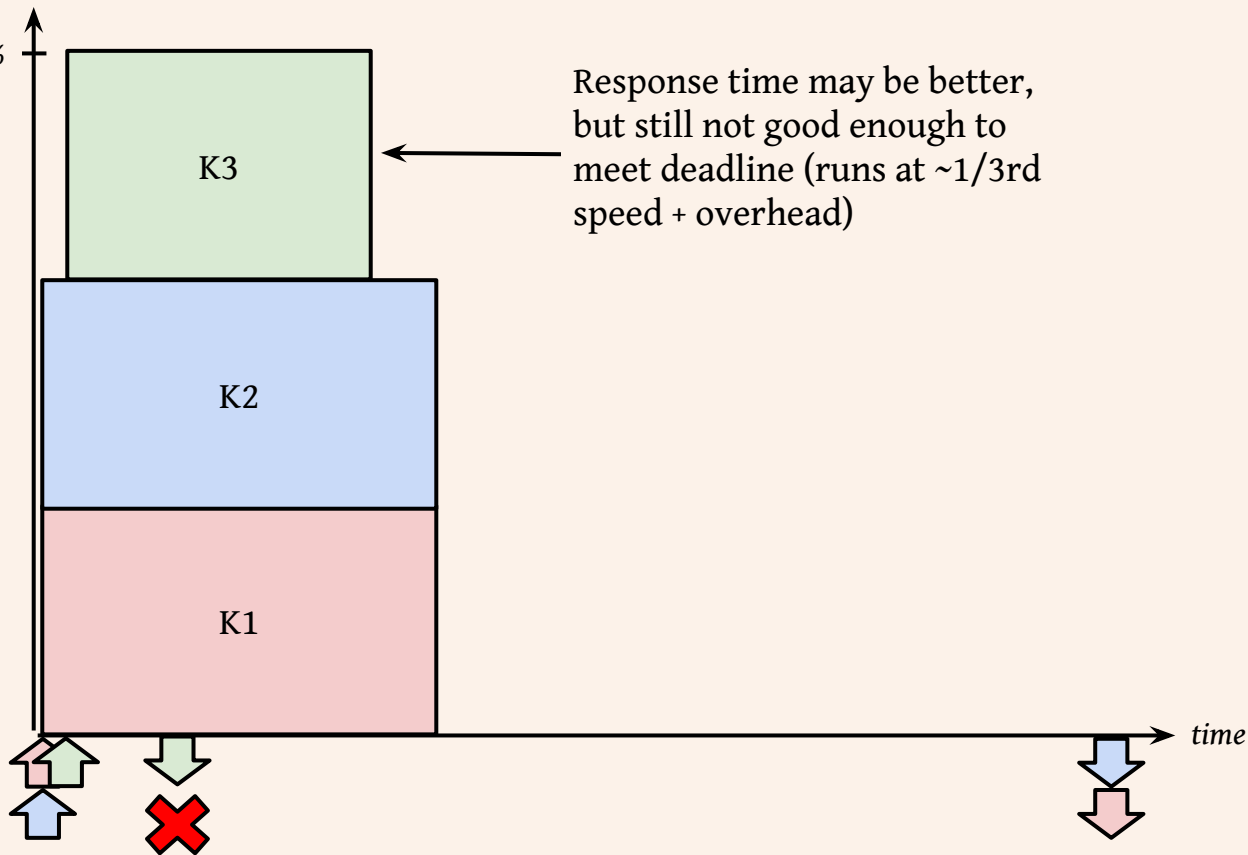 %
K3
Response time may be better,
but still not good enough to
meet deadline (runs at ~1/3rd
speed + overhead)
K2
K1
time